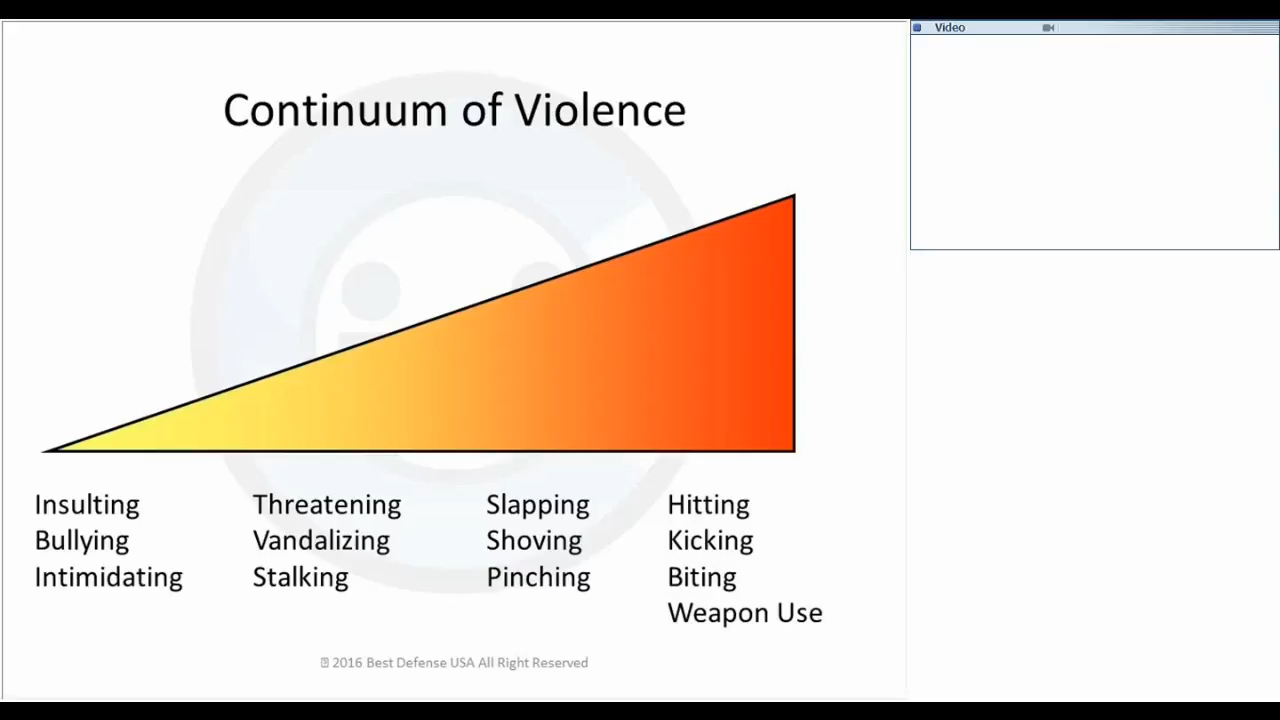 Video
Continuum of Violence
Insulting
Bullying
Intimidating
Threatening
Vandalizing
Stalking
Slapping
Shoving
Pinching
Hitting
Kicking
Biting
Weapon Use
2016 Best Defense USA All Right Reserved